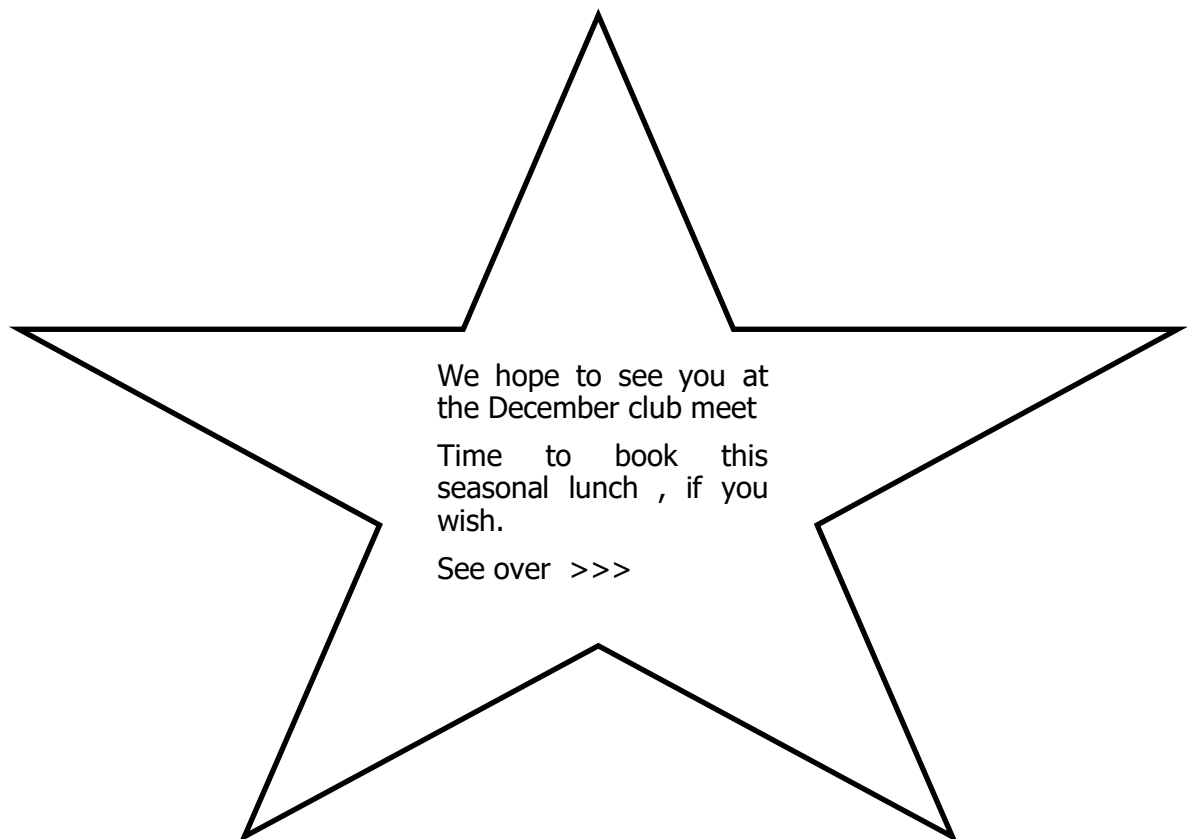 We hope to see you at
the December club meet
Time to book this
seasonal lunch , if you
wish.
See over >>>